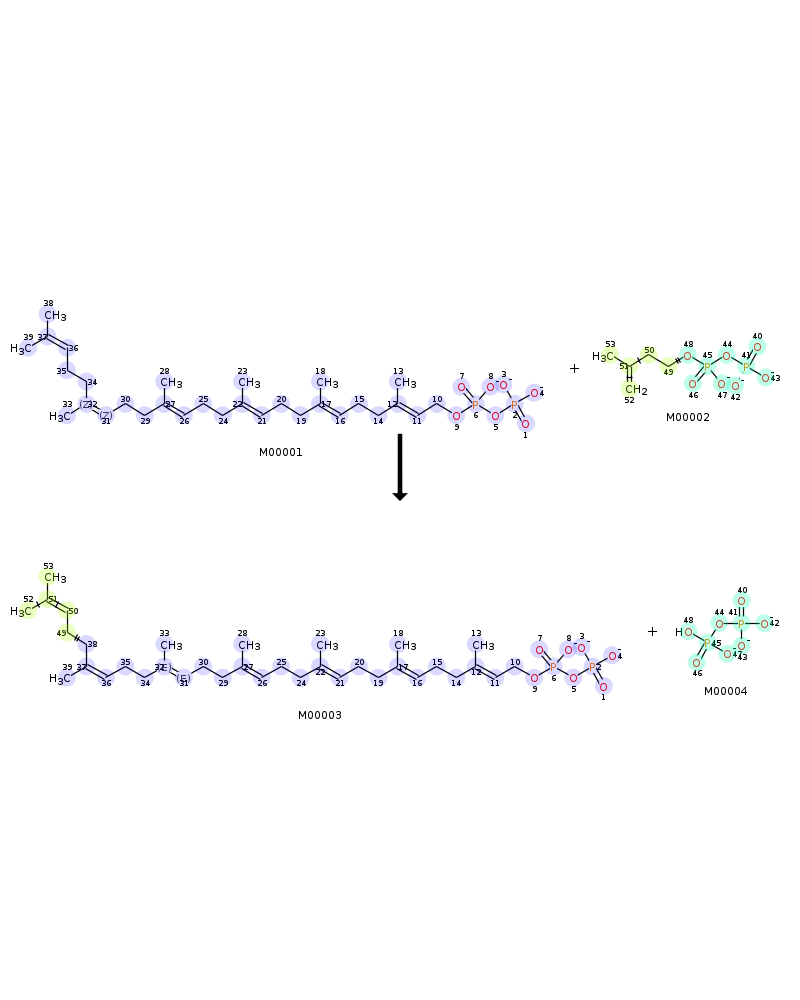 38
CH3
39 37
H3C 36
35
34
28 23 18 13
CH3 CH3 CH3 CH3
33 (Z) 32 30 27 25 22 20 17 15 12 10
H3C (Z) 31 29 26 24 21 19 16 14 11 9
7 8 3
O O- O- O- 4
P P
6 2
O O O
5 1
+
53 50 48 44 40
H3C O O O
51 49 45 41
P P
CH2 O O- O- O-
52 46 47 42 43
M00002
M00001
53
CH3
52 51
H3C 50
49 38
33 28 23 18 13
CH3 CH3 CH3 CH3 CH3
39 37 35 32 30 27 25 22 20 17 15 12 10
H3C 36 34 (E) 31 29 26 24 21 19 16 14 11 9
7 8 3
O O- O- O- 4
P P
6 2
O O O
5 1
+
40
O
48 44 41 42
HO O P O-
P 45
O O- O-
46 47 43
M00004
M00003